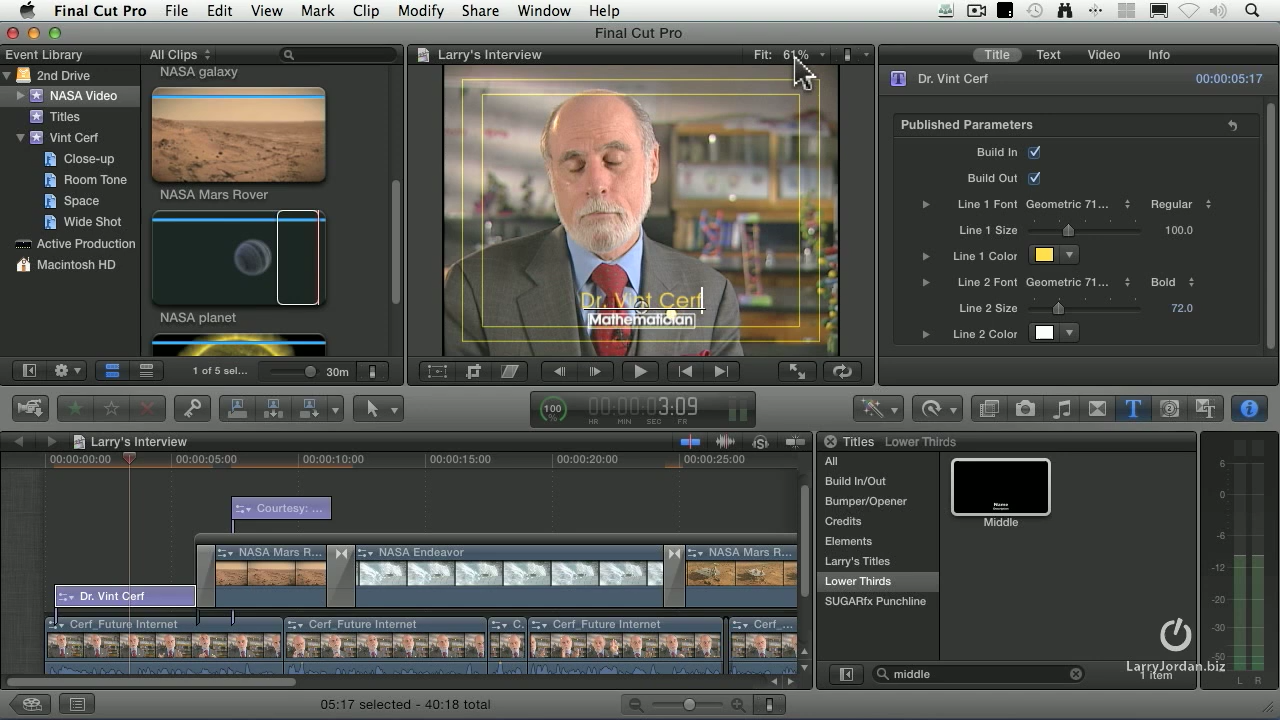 Final Cut Pro File Edit View Mark Clip Modify Share Window Help
Final Cut Pro
Event Library All Clips
2nd Drive
NASA Video
Titles
Vint Cerf
Close-up
Room Tone
Space
Wide Shot
Active Production
Macintosh HD
NASA galaxy
NASA Mars Rover
NASA planet
1 of 5 sel... 30m
Larry's Interview Fit: 61%
Dr. Vint Cerf
Mathematician
Title Text Video Info
Dr. Vint Cerf 00:00:05:17
Published Parameters
Build In
Build Out
Line 1 Font Geometric 71... Regular
Line 1 Size 100.0
Line 1 Color
Line 2 Font Geometric 71... Bold
Line 2 Size 72.0
Line 2 Color
100 % 00:00:03:09
HR MIN SEC FR
Larry's Interview
00:00:00:00 00:00:05:00 00:00:10:00 00:00:15:00 00:00:20:00 00:00:25:00
Courtesy: ...
NASA Mars R... NASA Endeavor NASA Mars R...
Dr. Vint Cerf
Cerf_Future Internet Cerf_Future Internet C. Cerf_Future Internet Cerf_...
05:17 selected - 40:18 total
Titles Lower Thirds
All
Build In/Out
Bumper/Opener
Credits
Elements
Larry's Titles
Lower Thirds
SUGARfx Punchline
Name
Middle
middle
1 item
LarryJordan.biz
6
0
-6
-12
-20
-30
-50
L R